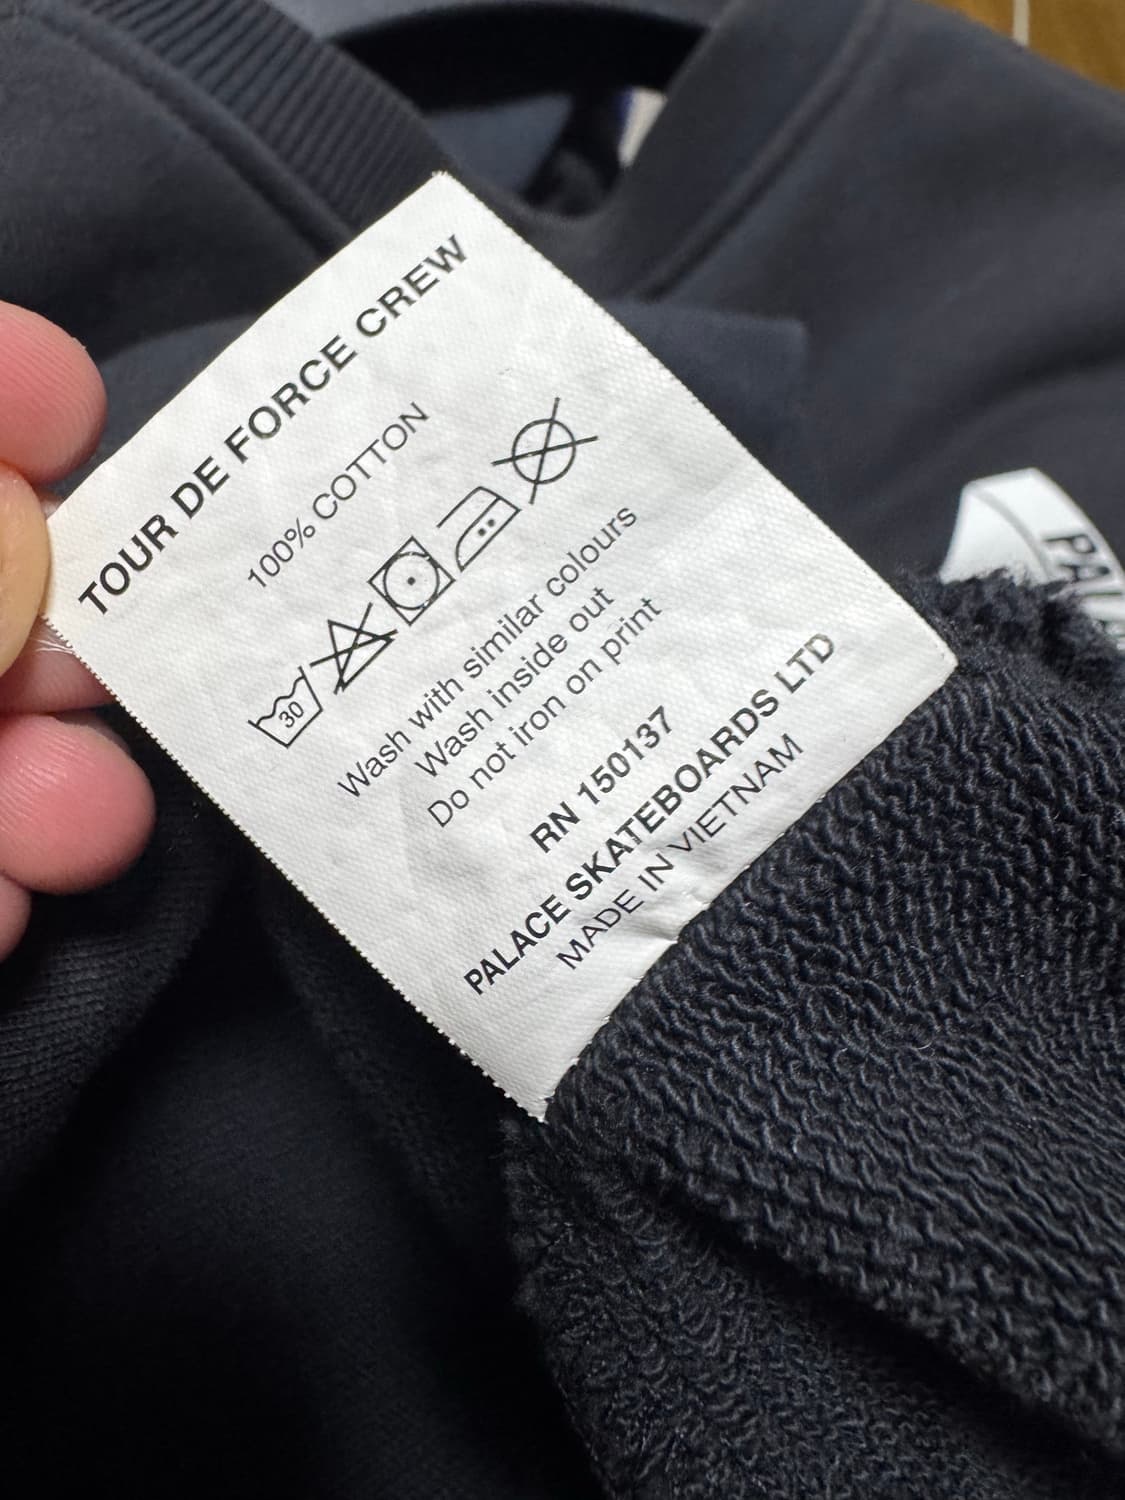 TOUR DE FORCE CREW
100% COTTON
30
Wash with similar colours
Wash inside out
Do not iron on print
RN 150137
PALACE SKATEBOARDS LTD
MADE IN VIETNAM